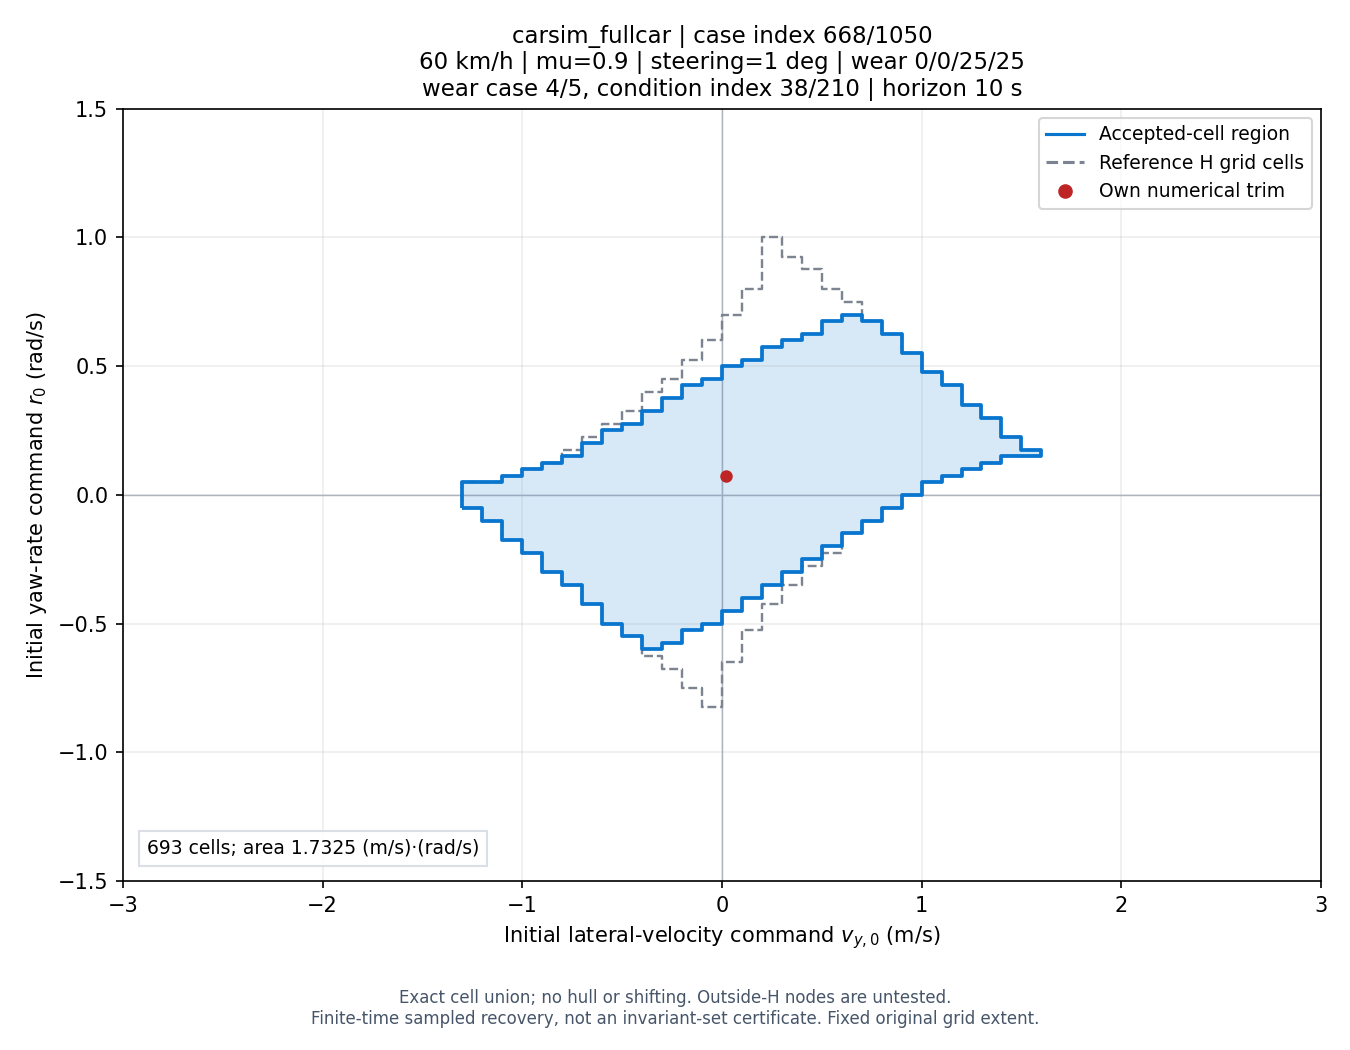 carsim_fullcar | case index 668/1050
60 km/h | mu=0.9 | steering=1 deg | wear 0/0/25/25
wear case 4/5, condition index 38/210 | horizon 10 s
Accepted-cell region
Reference H grid cells
Own numerical trim
1.5
1.0
0.5
0.0
−0.5
−1.0
−1.5
Initial yaw-rate command r0 (rad/s)
693 cells; area 1.7325 (m/s)·(rad/s)
−3
−2
−1
0
1
2
3
Initial lateral-velocity command vy,0 (m/s)
Exact cell union; no hull or shifting. Outside-H nodes are untested.
Finite-time sampled recovery, not an invariant-set certificate. Fixed original grid extent.